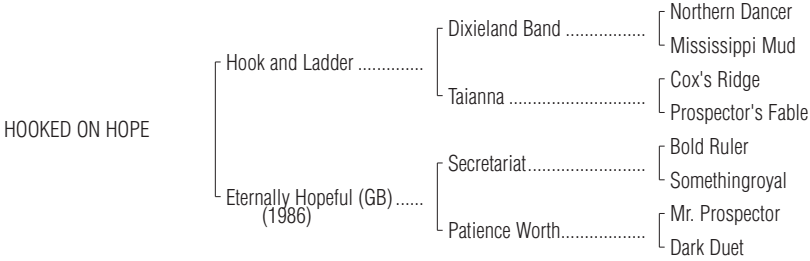 Northern Dancer
Dixieland Band .................
Mississippi Mud
Hook and Ladder ..............
Cox's Ridge
Taianna .............................
Prospector's Fable
HOOKED ON HOPE
Bold Ruler
Secretariat.........................
Somethingroyal
Eternally Hopeful (GB) ......
(1986)
Mr. Prospector
Patience Worth..................
Dark Duet